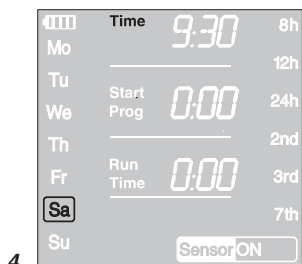 Time 9:30 8h
Mo
12h
Tu
Start
Prog 0:00 24h
We
2nd
Th
Run
Time 0:00 3rd
Fr
Sa 7th
Su
Sensor ON
4